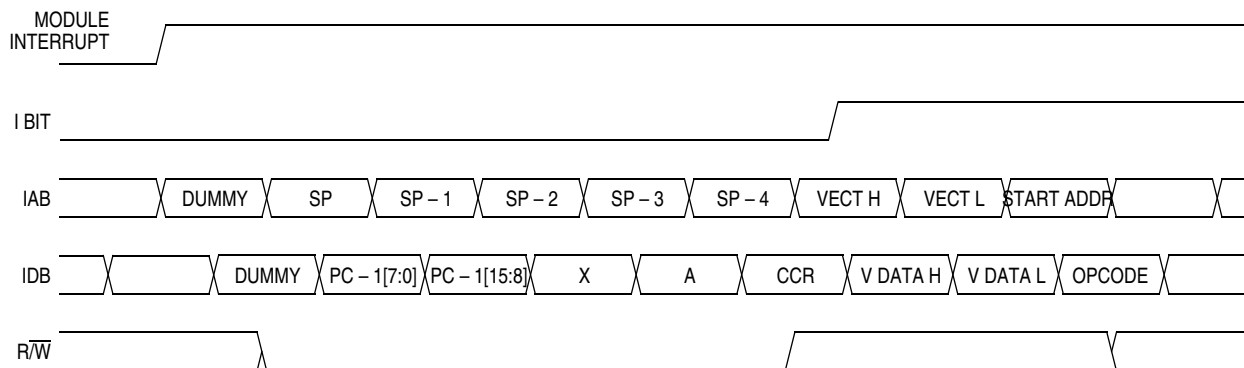 MODULE
INTERRUPT
I BIT
IAB DUMMY SP SP – 1 SP – 2 SP – 3 SP – 4 VECT H VECT L START ADDR
IDB DUMMY PC – 1[7:0] PC – 1[15:8] X A CCR V DATA H V DATA L OPCODE
R/W̅